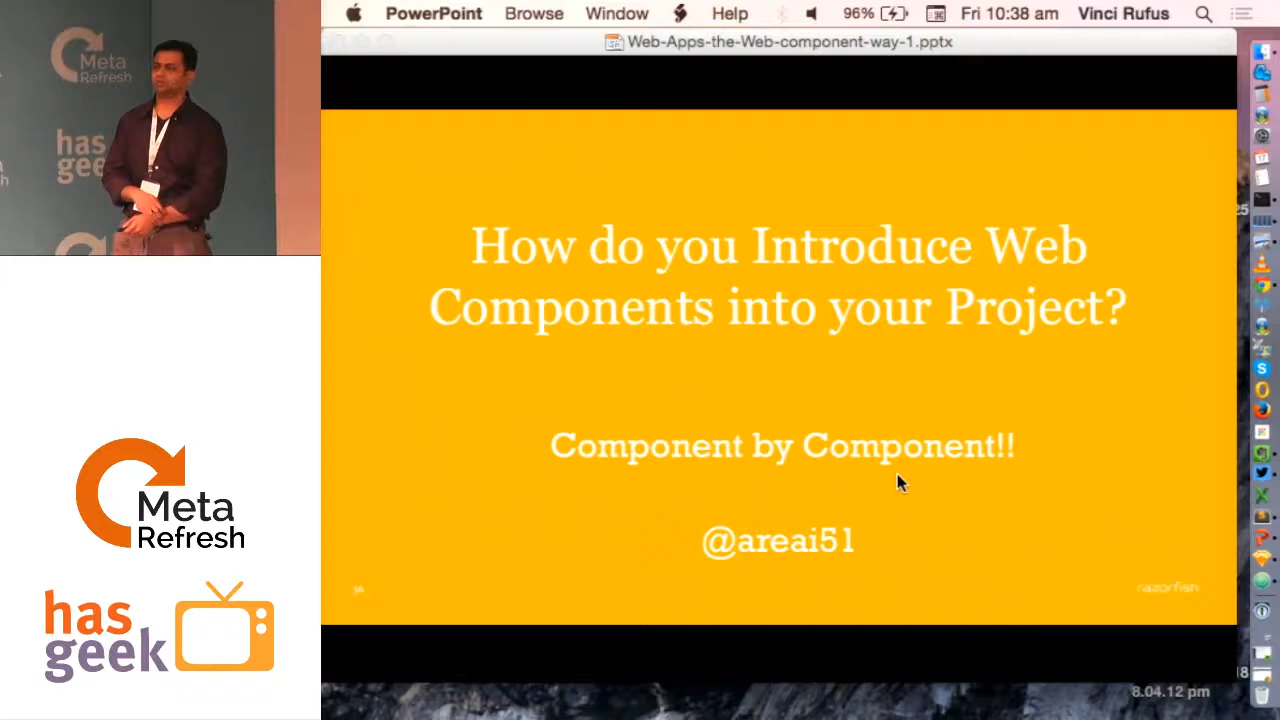 PowerPoint Browse Window Help 96% Fri 10:38 am Vinci Rufus
Web-Apps-the-Web-component-way-1.pptx
Meta
Refresh
has
geek
How do you Introduce Web
Components into your Project?
Component by Component!!
@areai51
razorfish
Meta
Refresh
has
geek
8.04.12 pm